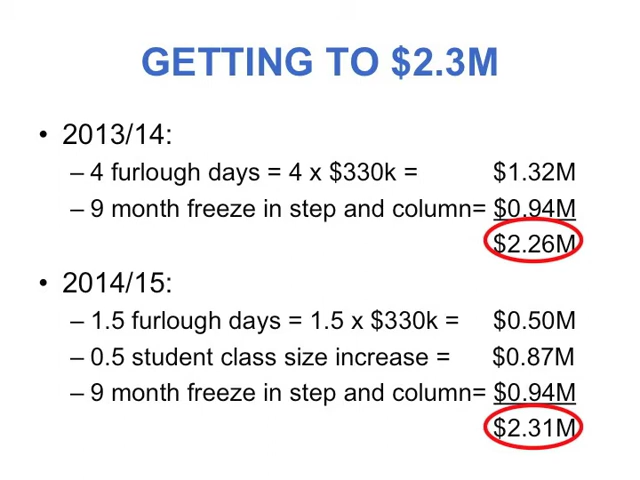 GETTING TO $2.3M
• 2013/14:
– 4 furlough days = 4 x $330k = $1.32M
– 9 month freeze in step and column= $0.94M
$2.26M
• 2014/15:
– 1.5 furlough days = 1.5 x $330k = $0.50M
– 0.5 student class size increase = $0.87M
– 9 month freeze in step and column= $0.94M
$2.31M